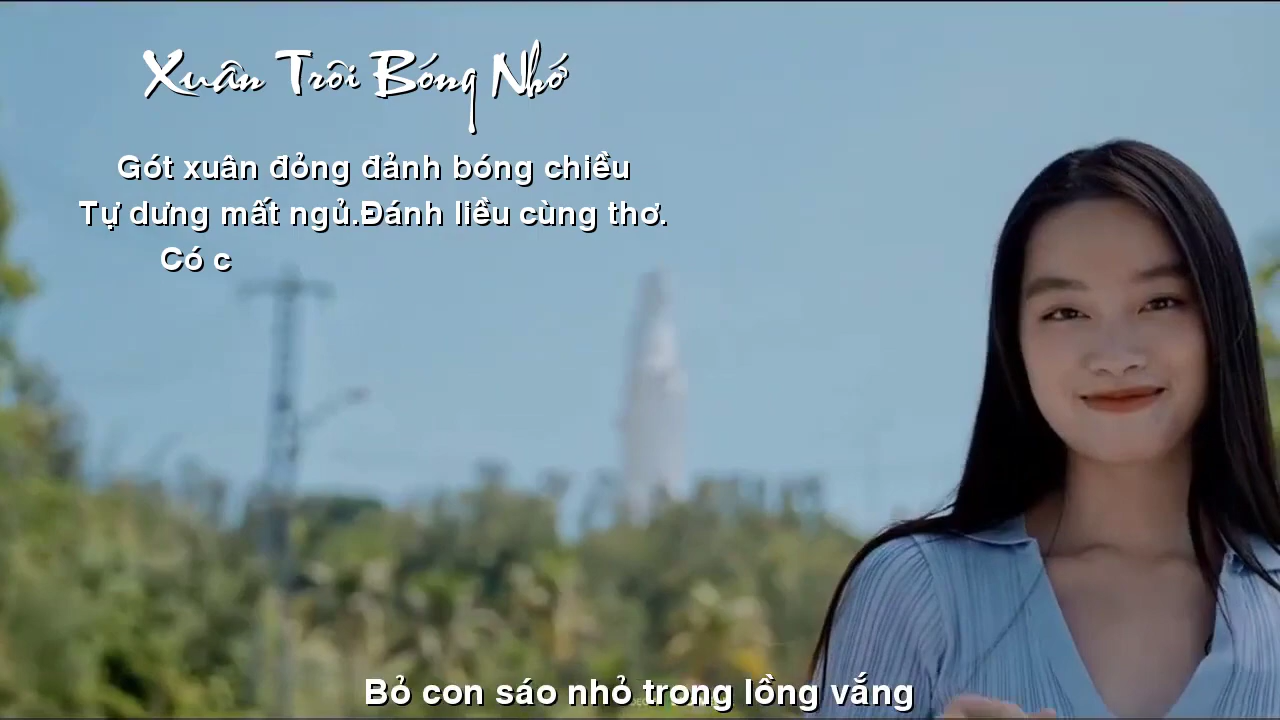 Xuân Trôi Bóng Nhớ
Gót xuân đỏng đảnh bóng chiều
Tự dưng mất ngủ.Đánh liều cùng thơ.
Có c
Bỏ con sáo nhỏ trong lồng vắng